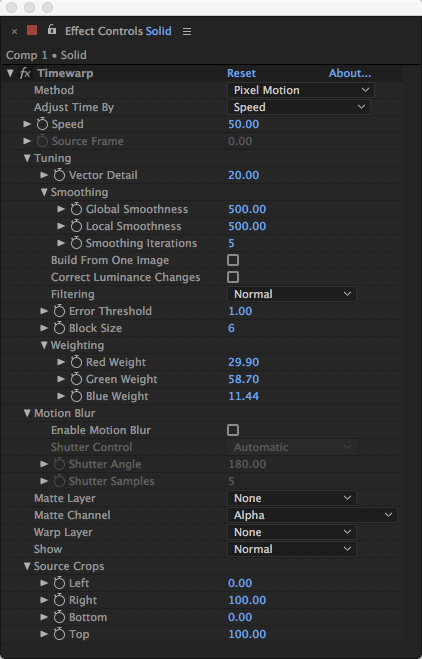 × Effect Controls Solid
Comp 1 • Solid
fx Timewarp Reset About...
Method Pixel Motion
Adjust Time By Speed
Speed 50.00
Source Frame 0.00
Tuning
Vector Detail 20.00
Smoothing
Global Smoothness 500.00
Local Smoothness 500.00
Smoothing Iterations 5
Build From One Image
Correct Luminance Changes
Filtering Normal
Error Threshold 1.00
Block Size 6
Weighting
Red Weight 29.90
Green Weight 58.70
Blue Weight 11.44
Motion Blur
Enable Motion Blur
Shutter Control Automatic
Shutter Angle 180.00
Shutter Samples 5
Matte Layer None
Matte Channel Alpha
Warp Layer None
Show Normal
Source Crops
Left 0.00
Right 100.00
Bottom 0.00
Top 100.00